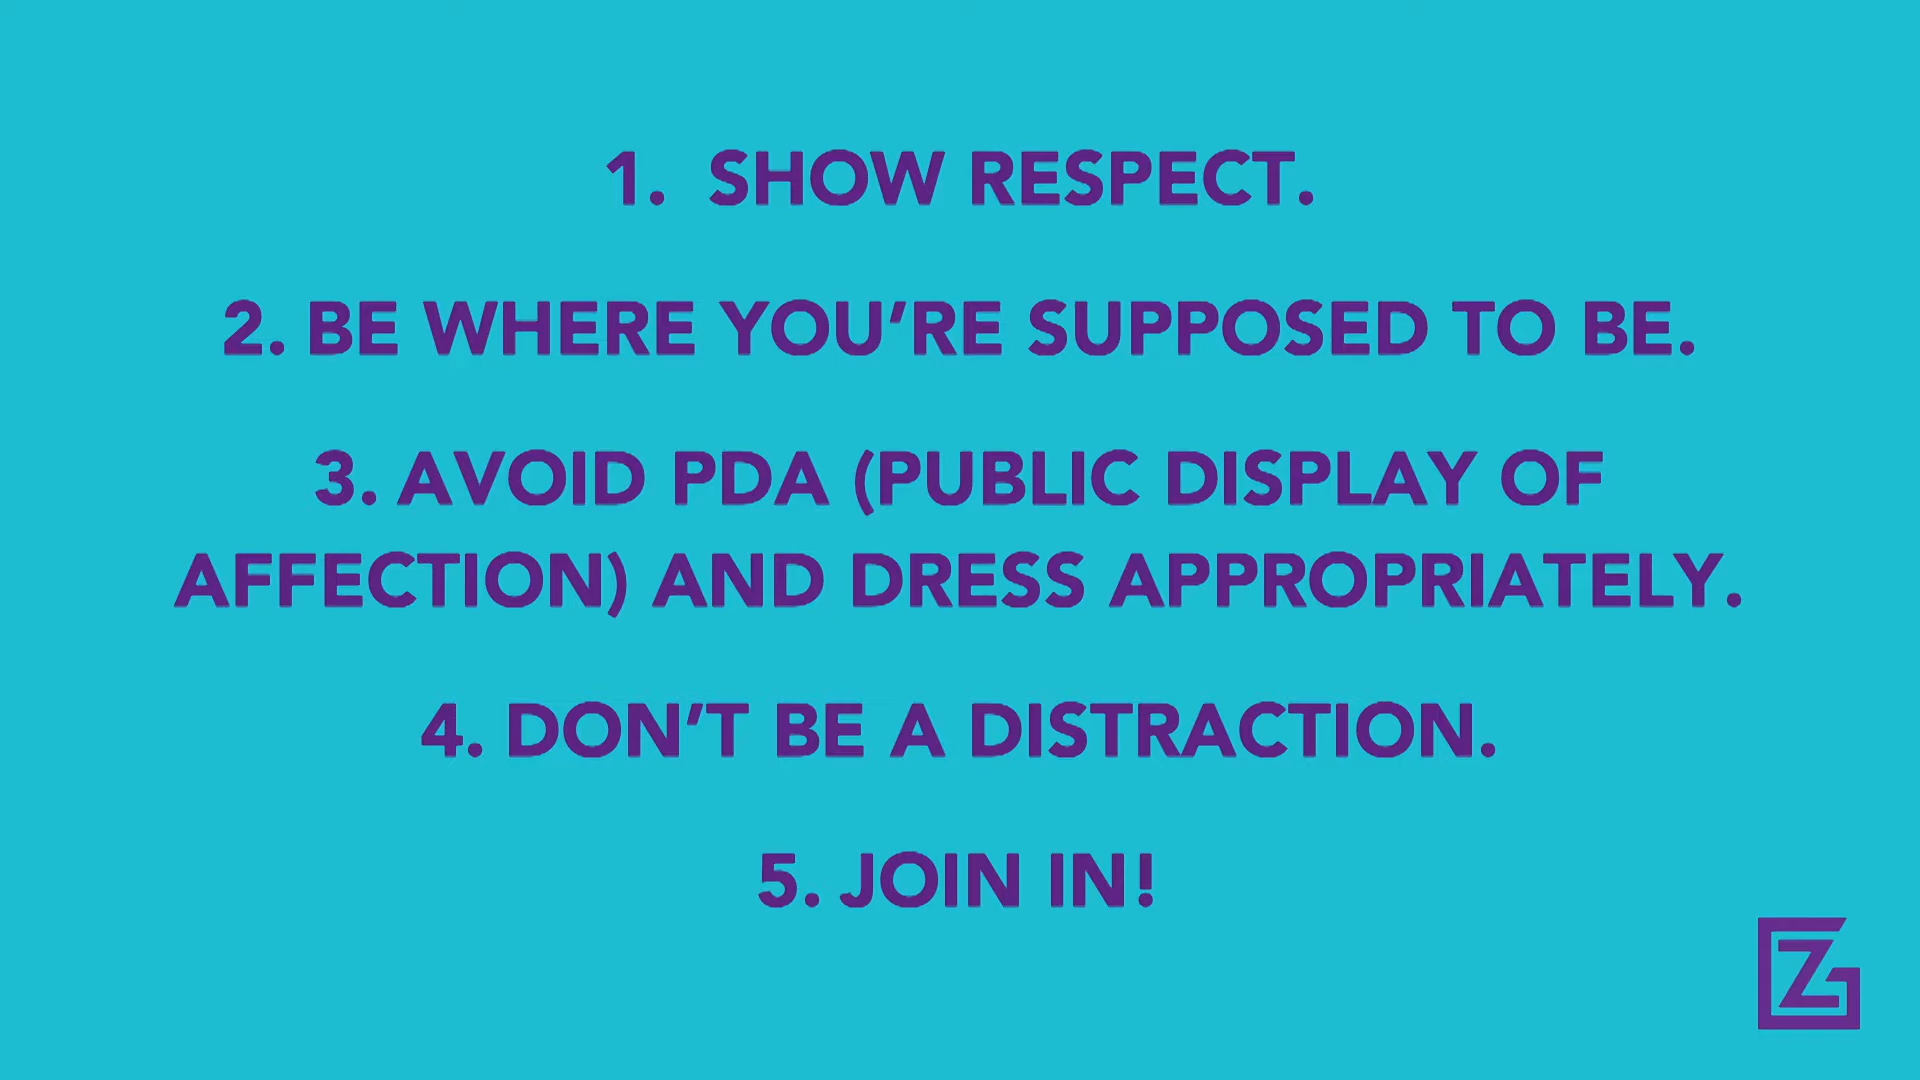 1. SHOW RESPECT.
2. BE WHERE YOU’RE SUPPOSED TO BE.
3. AVOID PDA (PUBLIC DISPLAY OF
AFFECTION) AND DRESS APPROPRIATELY.
4. DON’T BE A DISTRACTION.
5. JOIN IN!
GZ